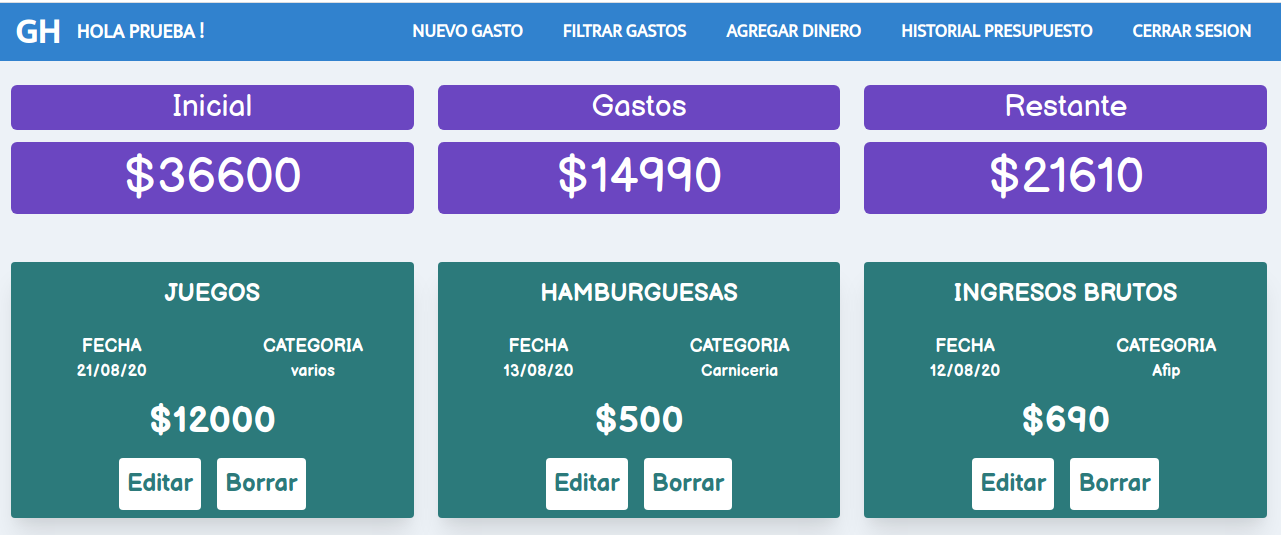 GH HOLA PRUEBA ! NUEVO GASTO FILTRAR GASTOS AGREGAR DINERO HISTORIAL PRESUPUESTO CERRAR SESION
Inicial
$36600
Gastos
$14990
Restante
$21610
JUEGOS
FECHA CATEGORIA
21/08/20 varios
$12000
Editar Borrar
HAMBURGUESAS
FECHA CATEGORIA
13/08/20 Carniceria
$500
Editar Borrar
INGRESOS BRUTOS
FECHA CATEGORIA
12/08/20 Afip
$690
Editar Borrar